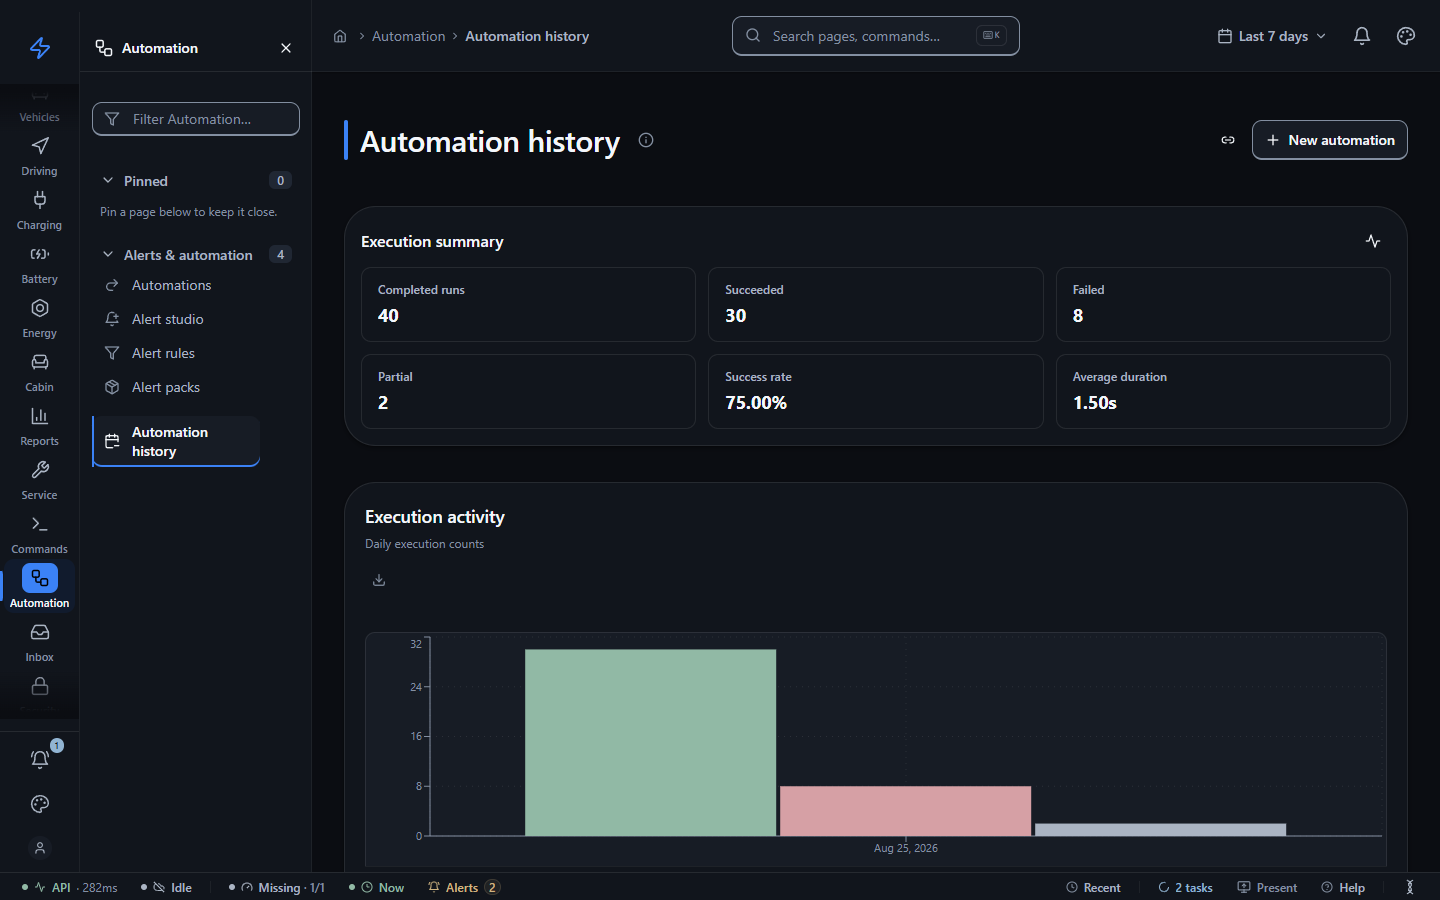 Vehicles
Driving
Charging
Battery
Energy
Cabin
Reports
Service
Commands
Automation
Inbox
1
Automation
Filter Automation...
Pinned 0
Pin a page below to keep it close.
Alerts & automation 4
Automations
Alert studio
Alert rules
Alert packs
Automation
history
Automation > Automation history
Search pages, commands... K
Last 7 days
Automation history
New automation
Execution summary
Completed runs
40
Succeeded
30
Failed
8
Partial
2
Success rate
75.00%
Average duration
1.50s
Execution activity
Daily execution counts
32
24
16
8
0
Aug 25, 2026
API · 282ms Idle Missing · 1/1 Now Alerts 2 Recent 2 tasks Present Help